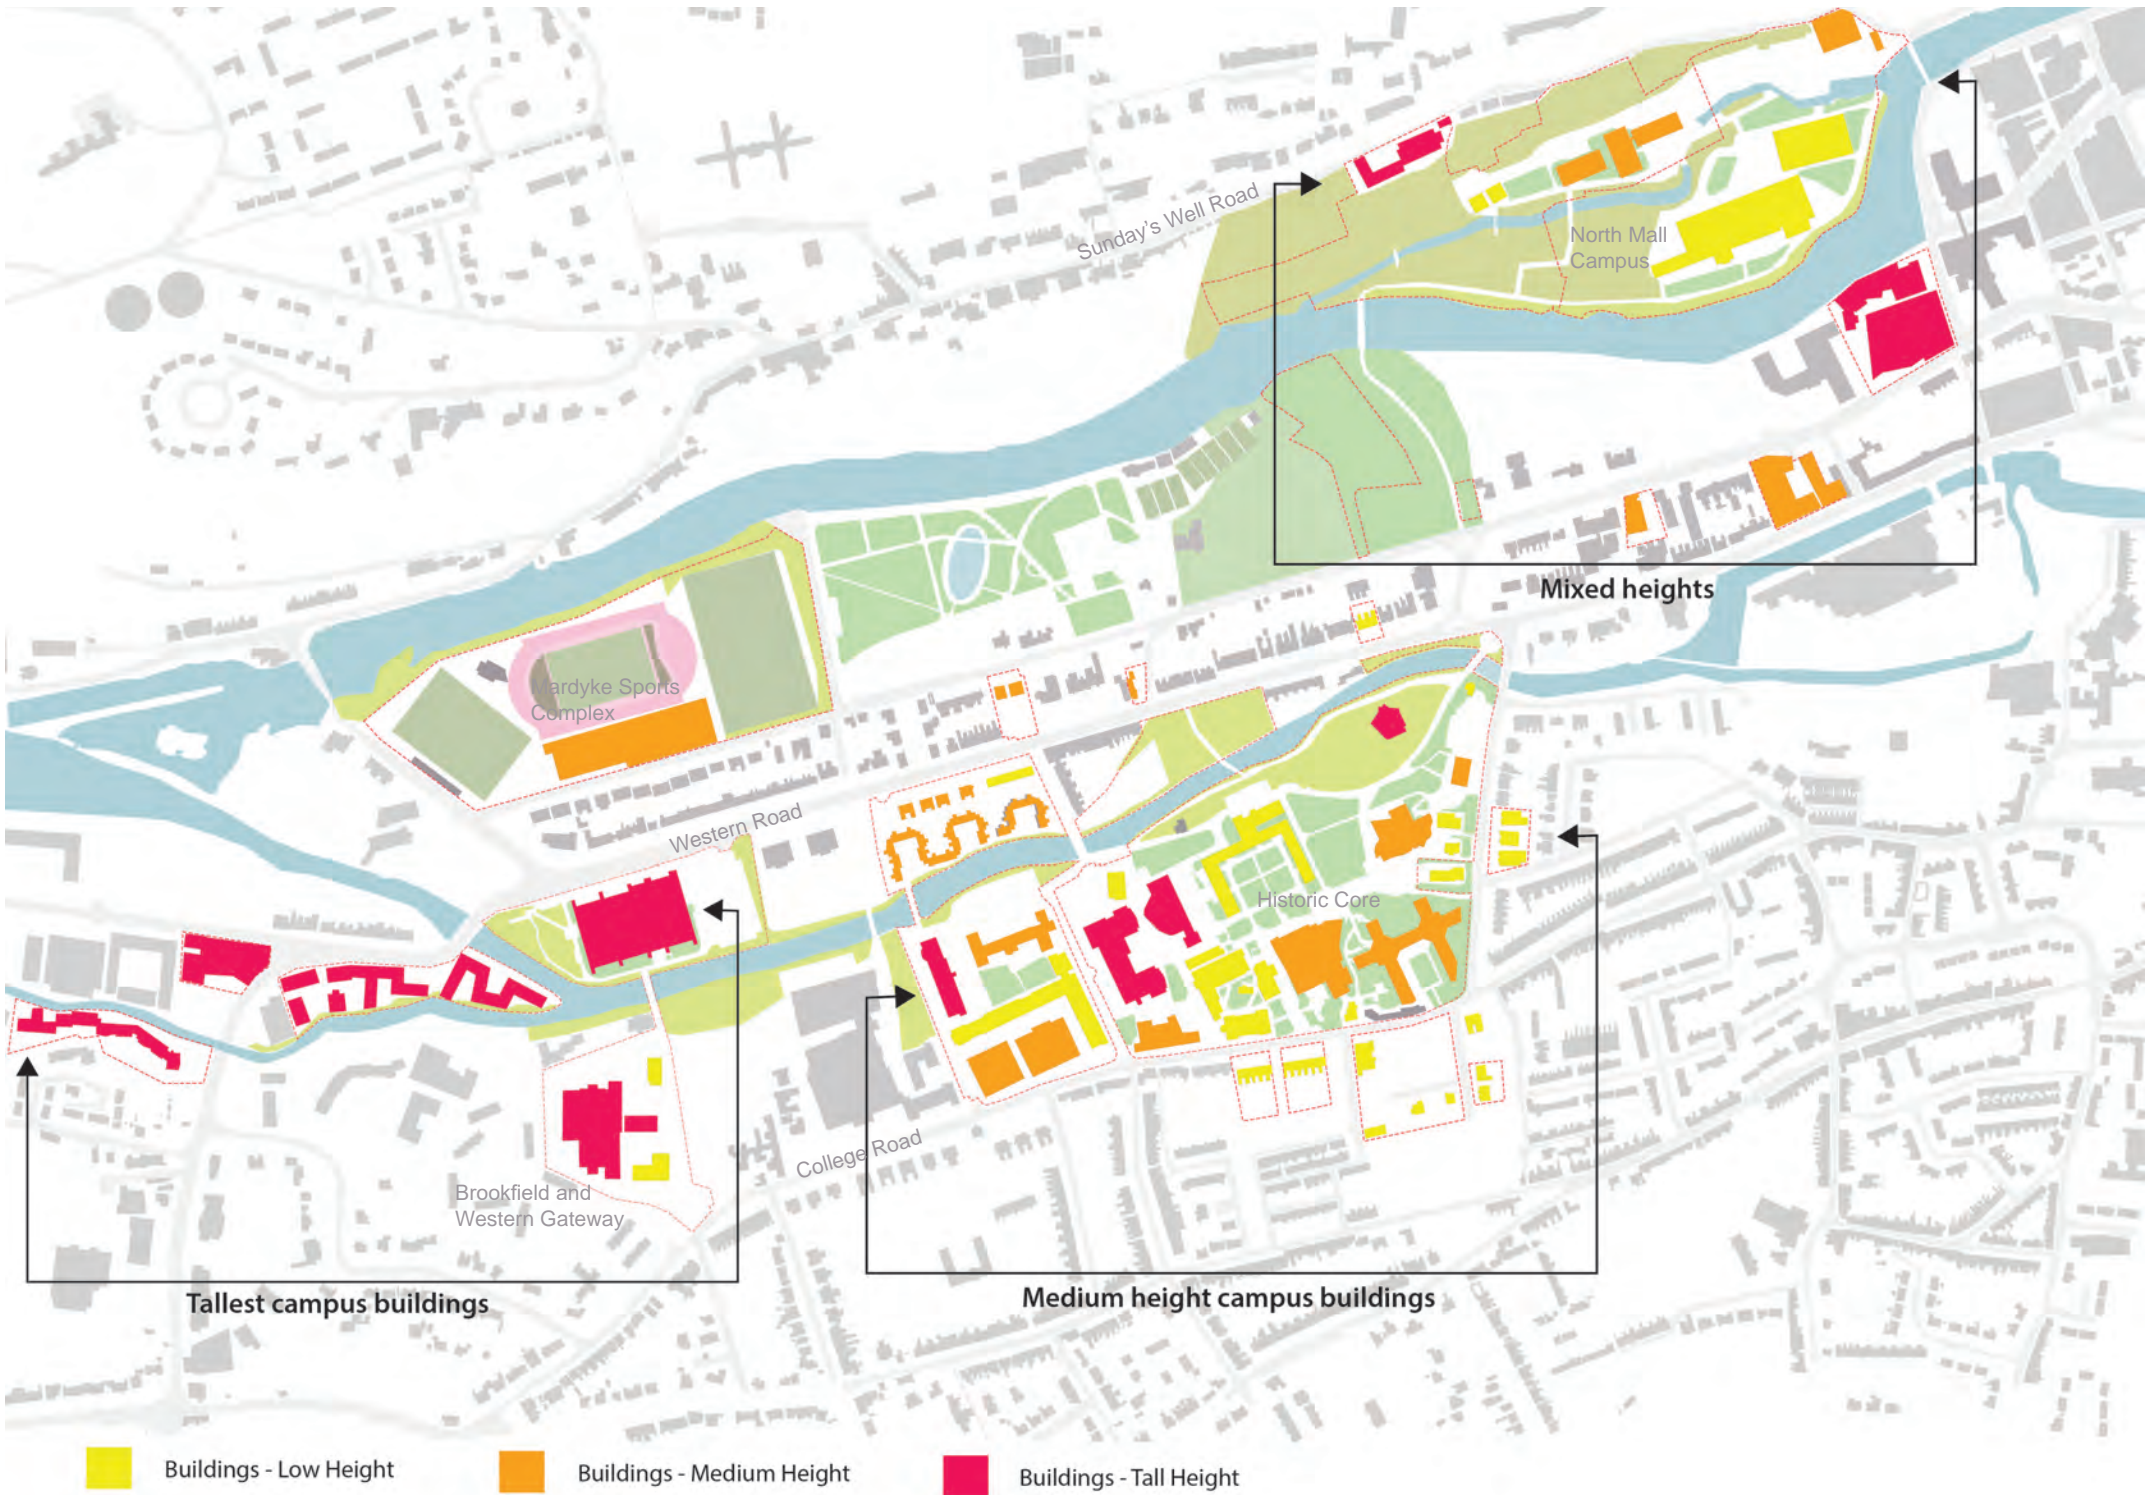 Sunday's Well Road
North Mall
Campus
Mixed heights
Mardyke Sports
Complex
Western Road
Historic Core
College Road
Brookfield and
Western Gateway
Tallest campus buildings
Medium height campus buildings
Buildings - Low Height
Buildings - Medium Height
Buildings - Tall Height